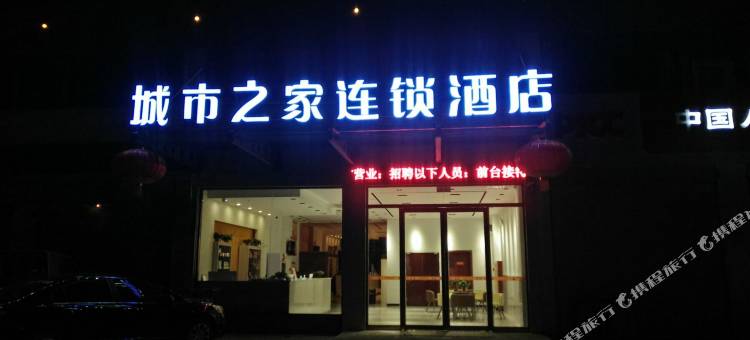 城市之家连锁酒店
中国人
营业：招聘以下人员：前台接待
携程旅行
携程旅行